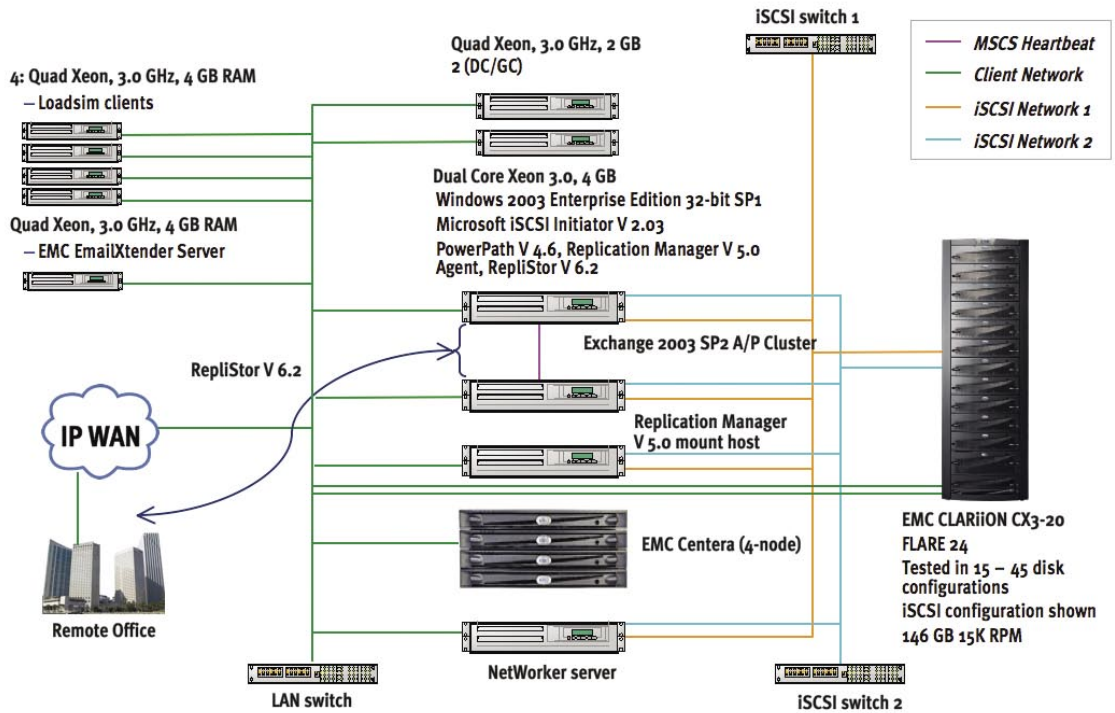 iSCSI switch 1
MSCS Heartbeat
Client Network
iSCSI Network 1
iSCSI Network 2
Quad Xeon, 3.0 GHz, 2 GB
2 (DC/GC)
4: Quad Xeon, 3.0 GHz, 4 GB RAM
– Loadsim clients
Dual Core Xeon 3.0, 4 GB
Windows 2003 Enterprise Edition 32-bit SP1
Microsoft iSCSI Initiator V 2.03
PowerPath V 4.6, Replication Manager V 5.0
Agent, RepliStor V 6.2
Quad Xeon, 3.0 GHz, 4 GB RAM
– EMC EmailXtender Server
Exchange 2003 SP2 A/P Cluster
RepliStor V 6.2
Replication Manager
V 5.0 mount host
IP WAN
EMC CLARiiON CX3-20
FLARE 24
Tested in 15 – 45 disk
configurations
iSCSI configuration shown
146 GB 15K RPM
EMC Centera (4-node)
Remote Office
NetWorker server
LAN switch
iSCSI switch 2